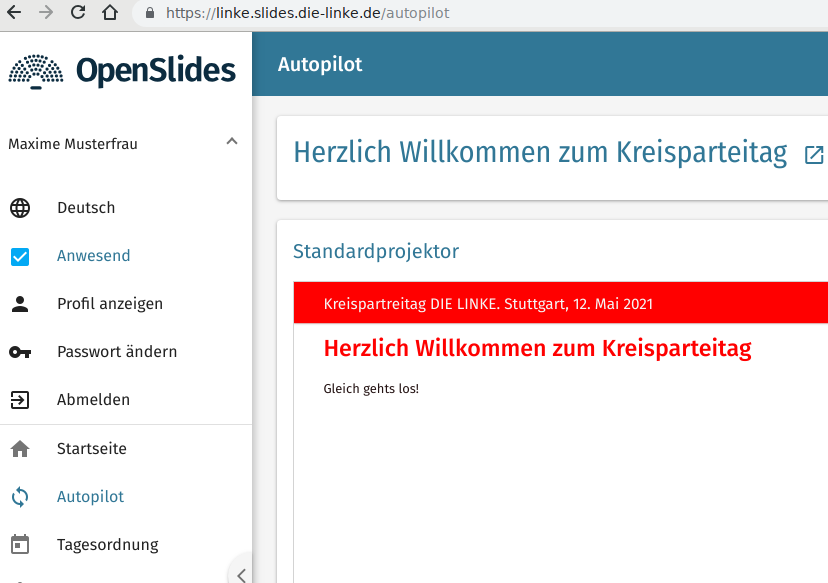 https://linke.slides.die-linke.de/autopilot
OpenSlides
Autopilot
Maxime Musterfrau
Deutsch
Anwesend
Profil anzeigen
Passwort ändern
Abmelden
Startseite
Autopilot
Tagesordnung
Herzlich Willkommen zum Kreisparteitag
Standardprojektor
Kreispartreitag DIE LINKE. Stuttgart, 12. Mai 2021
Herzlich Willkommen zum Kreisparteitag
Gleich gehts los!